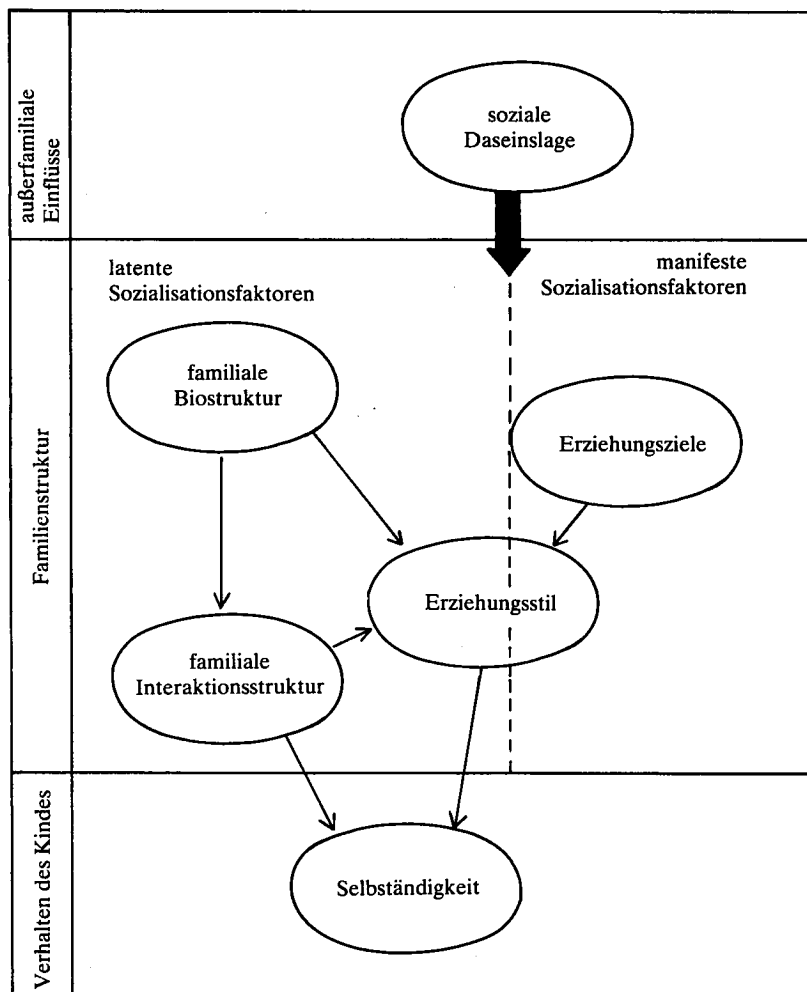 außerfamiliale
Einflüsse
soziale
Daseinslage
Familienstruktur
latente
Sozialisationsfaktoren
manifeste
Sozialisationsfaktoren
familiale
Biostruktur
Erziehungsziele
Erziehungsstil
familiale
Interaktionsstruktur
Verhalten des Kindes
Selbständigkeit